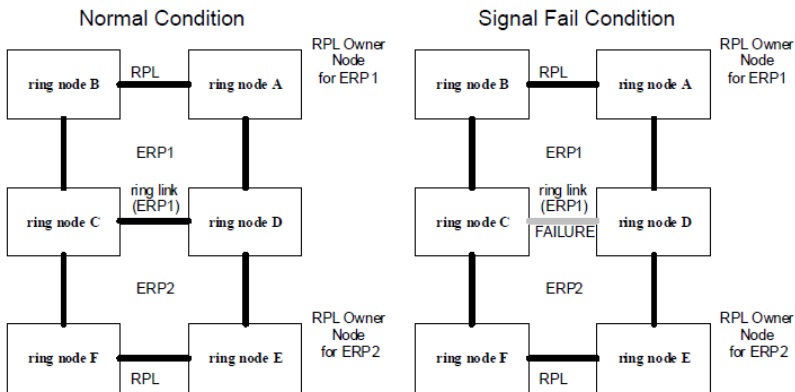 Normal Condition
Signal Fail Condition
ring node B
RPL
ring node A
RPL Owner
Node
for ERP1
ERP1
ring node C
ring link
(ERP1)
ring node D
ERP2
ring node F
RPL
ring node E
RPL Owner
Node
for ERP2
ring node B
RPL
ring node A
RPL Owner
Node
for ERP1
ERP1
ring node C
ring link
(ERP1)
FAILURE
ring node D
ERP2
ring node F
RPL
ring node E
RPL Owner
Node
for ERP2